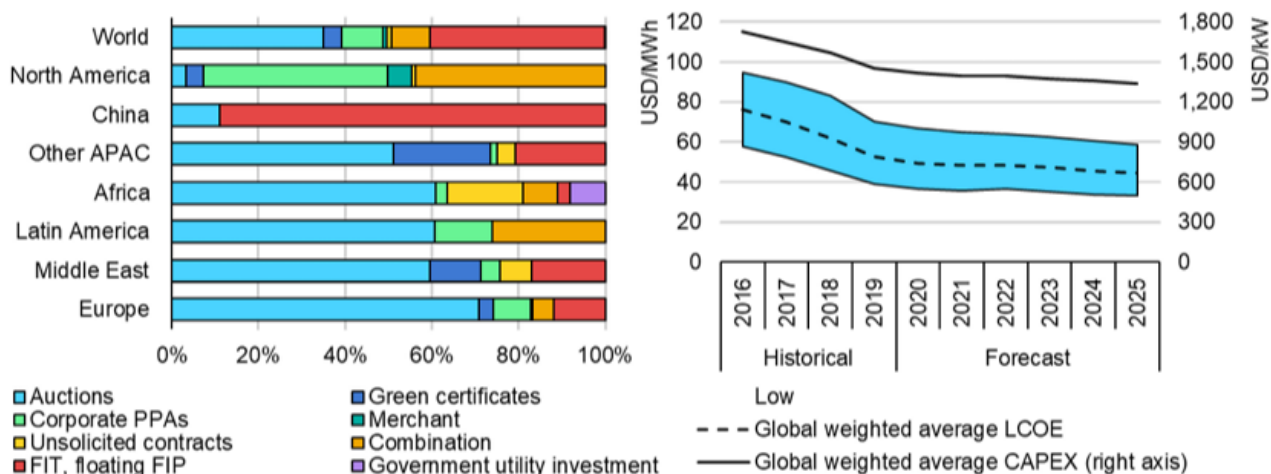 World
North America
China
Other APAC
Africa
Latin America
Middle East
Europe
0% 20% 40% 60% 80% 100%
Auctions
Green certificates
Corporate PPAs
Merchant
Unsolicited contracts
Combination
FIT, floating FIP
Government utility investment
USD/MWh
120
100
80
60
40
20
0
USD/kW
1,800
1,500
1,200
900
600
300
0
2016 2017 2018 2019 2020 2021 2022 2023 2024 2025
Historical Forecast
Low
Global weighted average LCOE
Global weighted average CAPEX (right axis)